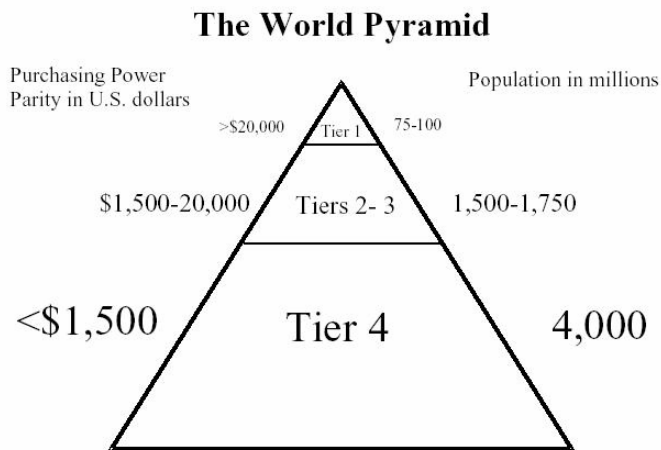 The World Pyramid
Purchasing Power
Parity in U.S. dollars
Population in millions
>$20,000
Tier 1
75-100
$1,500-20,000
Tiers 2- 3
1,500-1,750
<$1,500
Tier 4
4,000